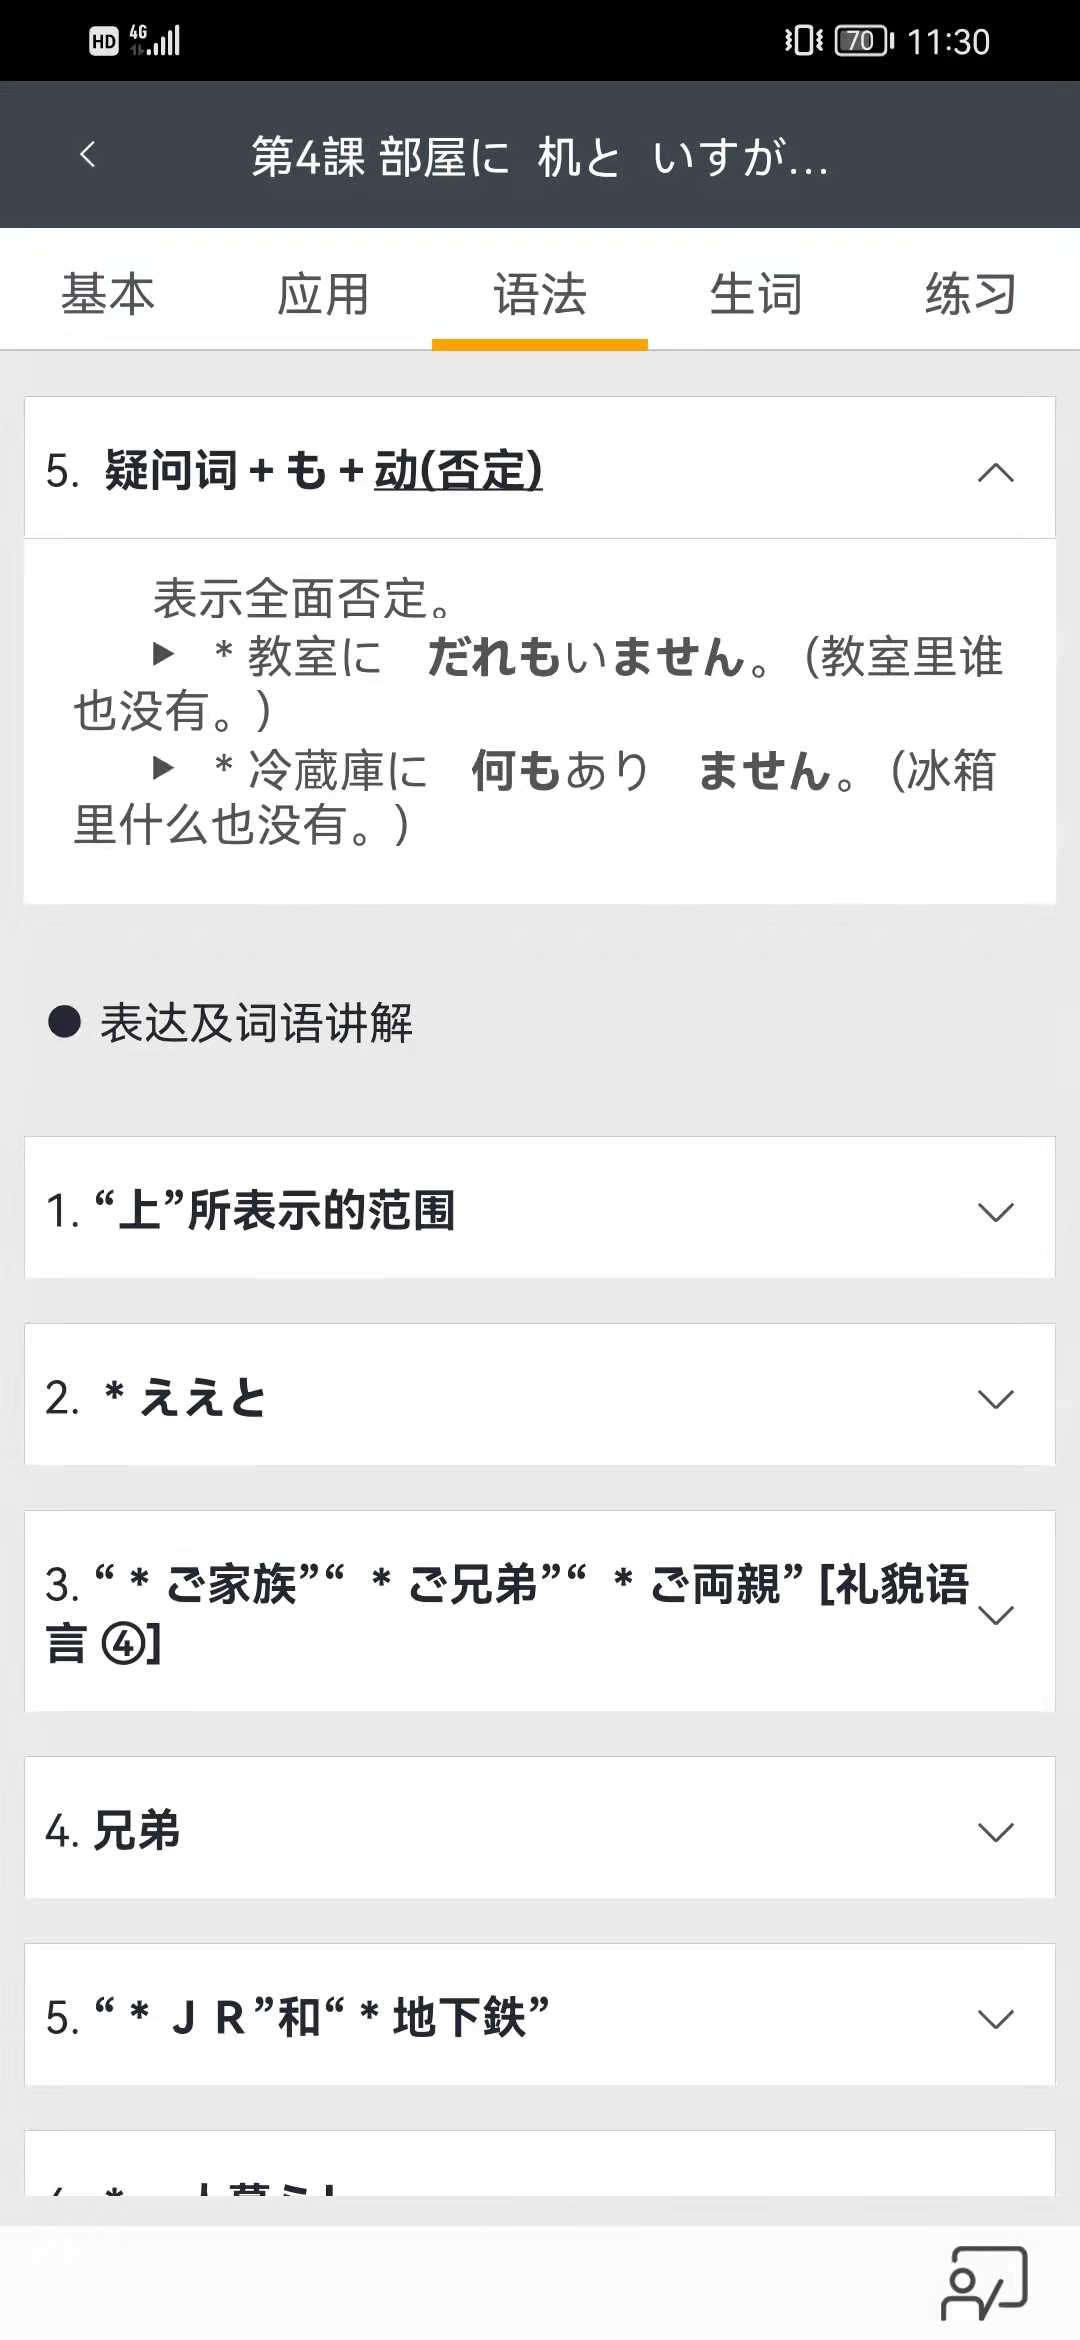 HD 4G 70 11:30
第4課 部屋に 机と いすが...
基本 应用 语法 生词 练习
5. 疑问词 + も + 动(否定)
表示全面否定。
▶ * 教室に だれもいません。(教室里谁
也没有。)
▶ * 冷蔵庫に 何もあり ません。(冰箱
里什么也没有。)
● 表达及词语讲解
1. “上”所表示的范围
2. * ええと
3. “ * ご家族”“ * ご兄弟”“ * ご両親” [礼貌语
言 ④]
4. 兄弟
5. “ * ＪＲ”和“ * 地下鉄”